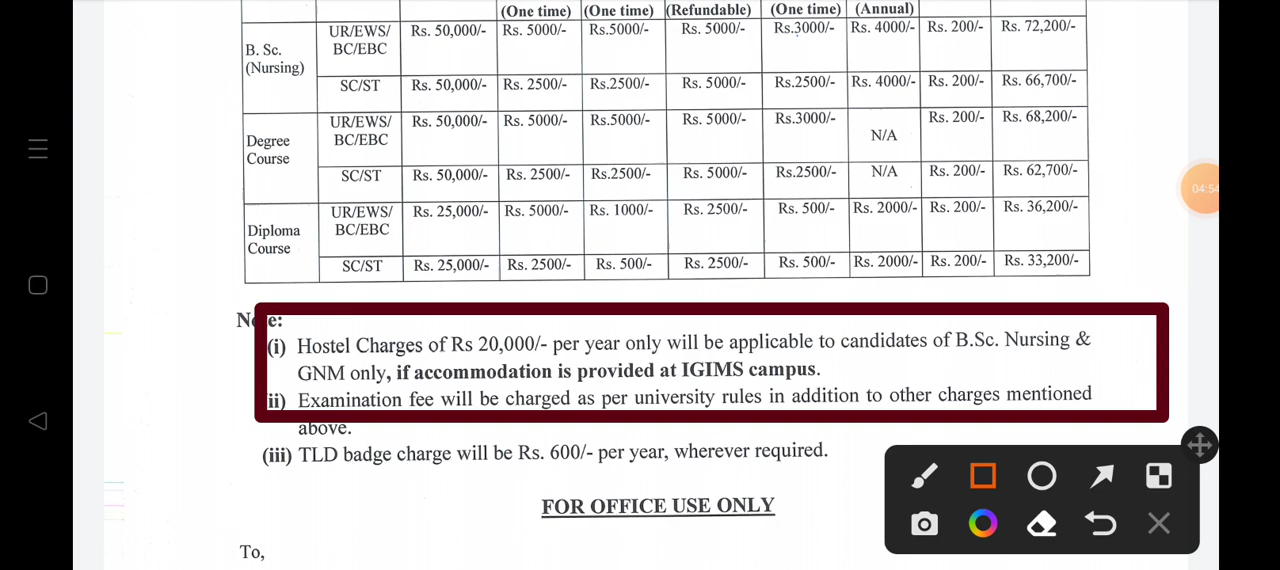 (One time) (One time) (Refundable) (One time) (Annual)
B. Sc. (Nursing) UR/EWS/ BC/EBC Rs. 50,000/- Rs. 5000/- Rs.5000/- Rs. 5000/- Rs.3000/- Rs. 4000/- Rs. 200/- Rs. 72,200/-
SC/ST Rs. 50,000/- Rs. 2500/- Rs.2500/- Rs. 5000/- Rs.2500/- Rs. 4000/- Rs. 200/- Rs. 66,700/-
Degree Course UR/EWS/ BC/EBC Rs. 50,000/- Rs. 5000/- Rs.5000/- Rs. 5000/- Rs.3000/- N/A Rs. 200/- Rs. 68,200/-
SC/ST Rs. 50,000/- Rs. 2500/- Rs.2500/- Rs. 5000/- Rs.2500/- N/A Rs. 200/- Rs. 62,700/-
Diploma Course UR/EWS/ BC/EBC Rs. 25,000/- Rs. 5000/- Rs. 1000/- Rs. 2500/- Rs. 500/- Rs. 2000/- Rs. 200/- Rs. 36,200/-
SC/ST Rs. 25,000/- Rs. 2500/- Rs. 500/- Rs. 2500/- Rs. 500/- Rs. 2000/- Rs. 200/- Rs. 33,200/-
04:54
Note:
(i) Hostel Charges of Rs 20,000/- per year only will be applicable to candidates of B.Sc. Nursing &
GNM only, if accommodation is provided at IGIMS campus.
ii) Examination fee will be charged as per university rules in addition to other charges mentioned
above.
(iii) TLD badge charge will be Rs. 600/- per year, wherever required.
FOR OFFICE USE ONLY
To,